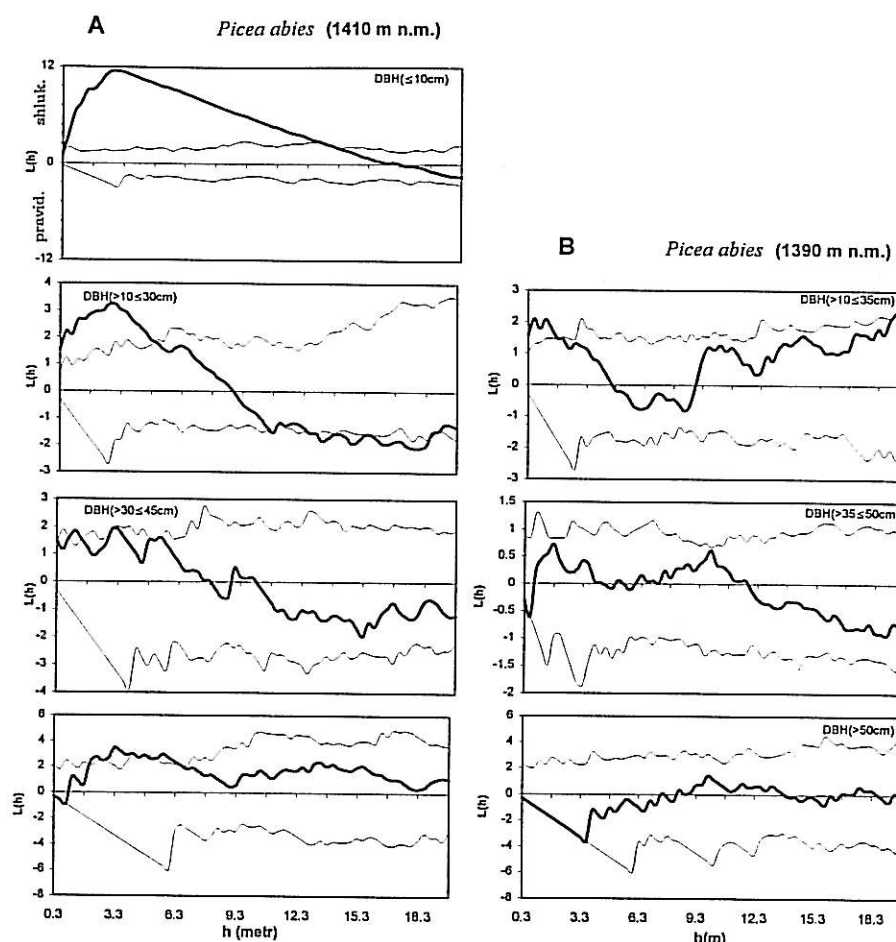 A Picea abies (1410 m n.m.)
DBH(≤10cm)
12
0
-12
shluk.
L(h)
pravid.
DBH(>10≤30cm)
4
3
2
1
0
-1
-2
-3
L(h)
DBH(>30≤45cm)
3
2
1
0
-1
-2
-3
-4
L(h)
6
4
2
0
-2
-4
-6
-8
L(h)
0.3 3.3 6.3 9.3 12.3 15.3 18.3
h (metr)
B Picea abies (1390 m n.m.)
DBH(>10≤35cm)
3
2
1
0
-1
-2
-3
L(h)
DBH(>35≤50cm)
1.5
1
0.5
0
-0.5
-1
-1.5
-2
L(h)
DBH(>50cm)
6
4
2
0
-2
-4
-6
-8
L(h)
0.3 3.3 6.3 9.3 12.3 15.3 18.3
h(m)